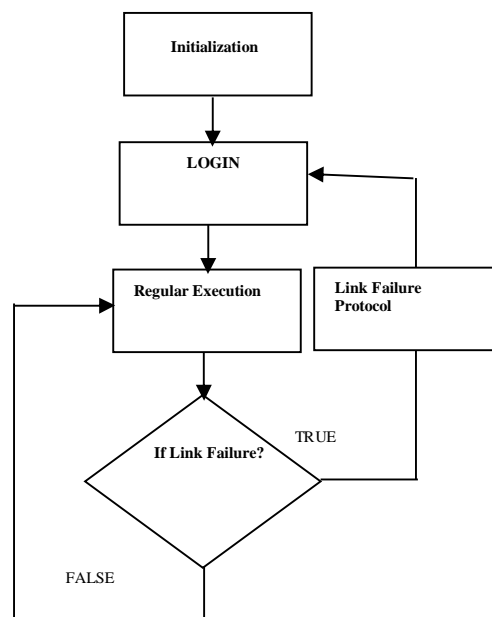 Initialization
LOGIN
Regular Execution
Link Failure
Protocol
If Link Failure?
TRUE
FALSE